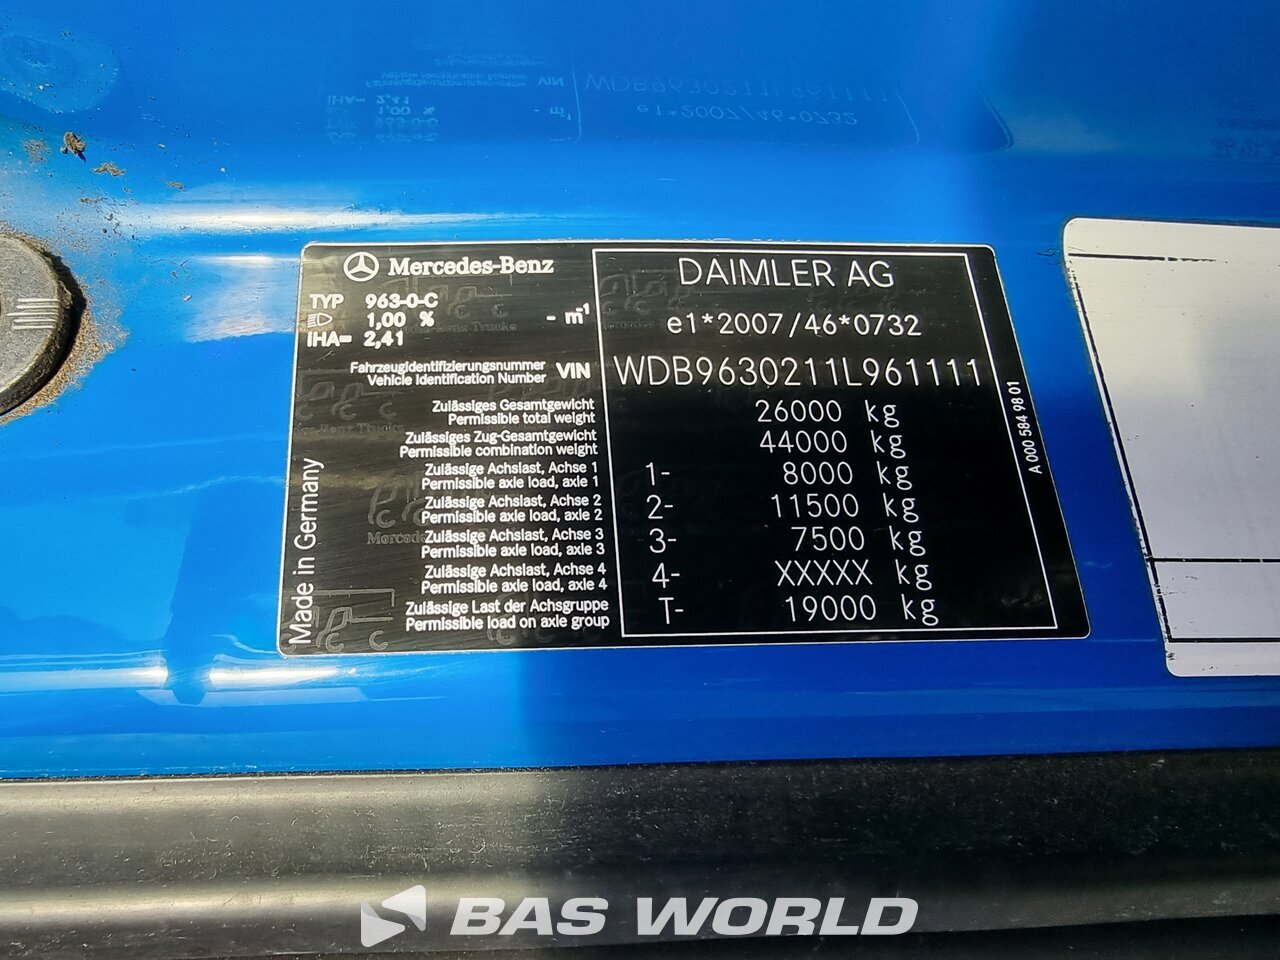 Mercedes-Benz
DAIMLER AG
TYP 963-0-C
1,00 % - m⁻¹
IHA= 2,41
e1*2007/46*0732
Fahrzeugidentifizierungsnummer
Vehicle Identification Number VIN WDB9630211L961111
Zulässiges Gesamtgewicht
Permissible total weight 26000 kg
Zulässiges Zug-Gesamtgewicht
Permissible combination weight 44000 kg
Zulässige Achslast, Achse 1
Permissible axle load, axle 1 1- 8000 kg
Zulässige Achslast, Achse 2
Permissible axle load, axle 2 2- 11500 kg
Zulässige Achslast, Achse 3
Permissible axle load, axle 3 3- 7500 kg
Zulässige Achslast, Achse 4
Permissible axle load, axle 4 4- XXXXX kg
Zulässige Last der Achsgruppe
Permissible load on axle group T- 19000 kg
Made in Germany
A 000 584 98 01
BAS WORLD